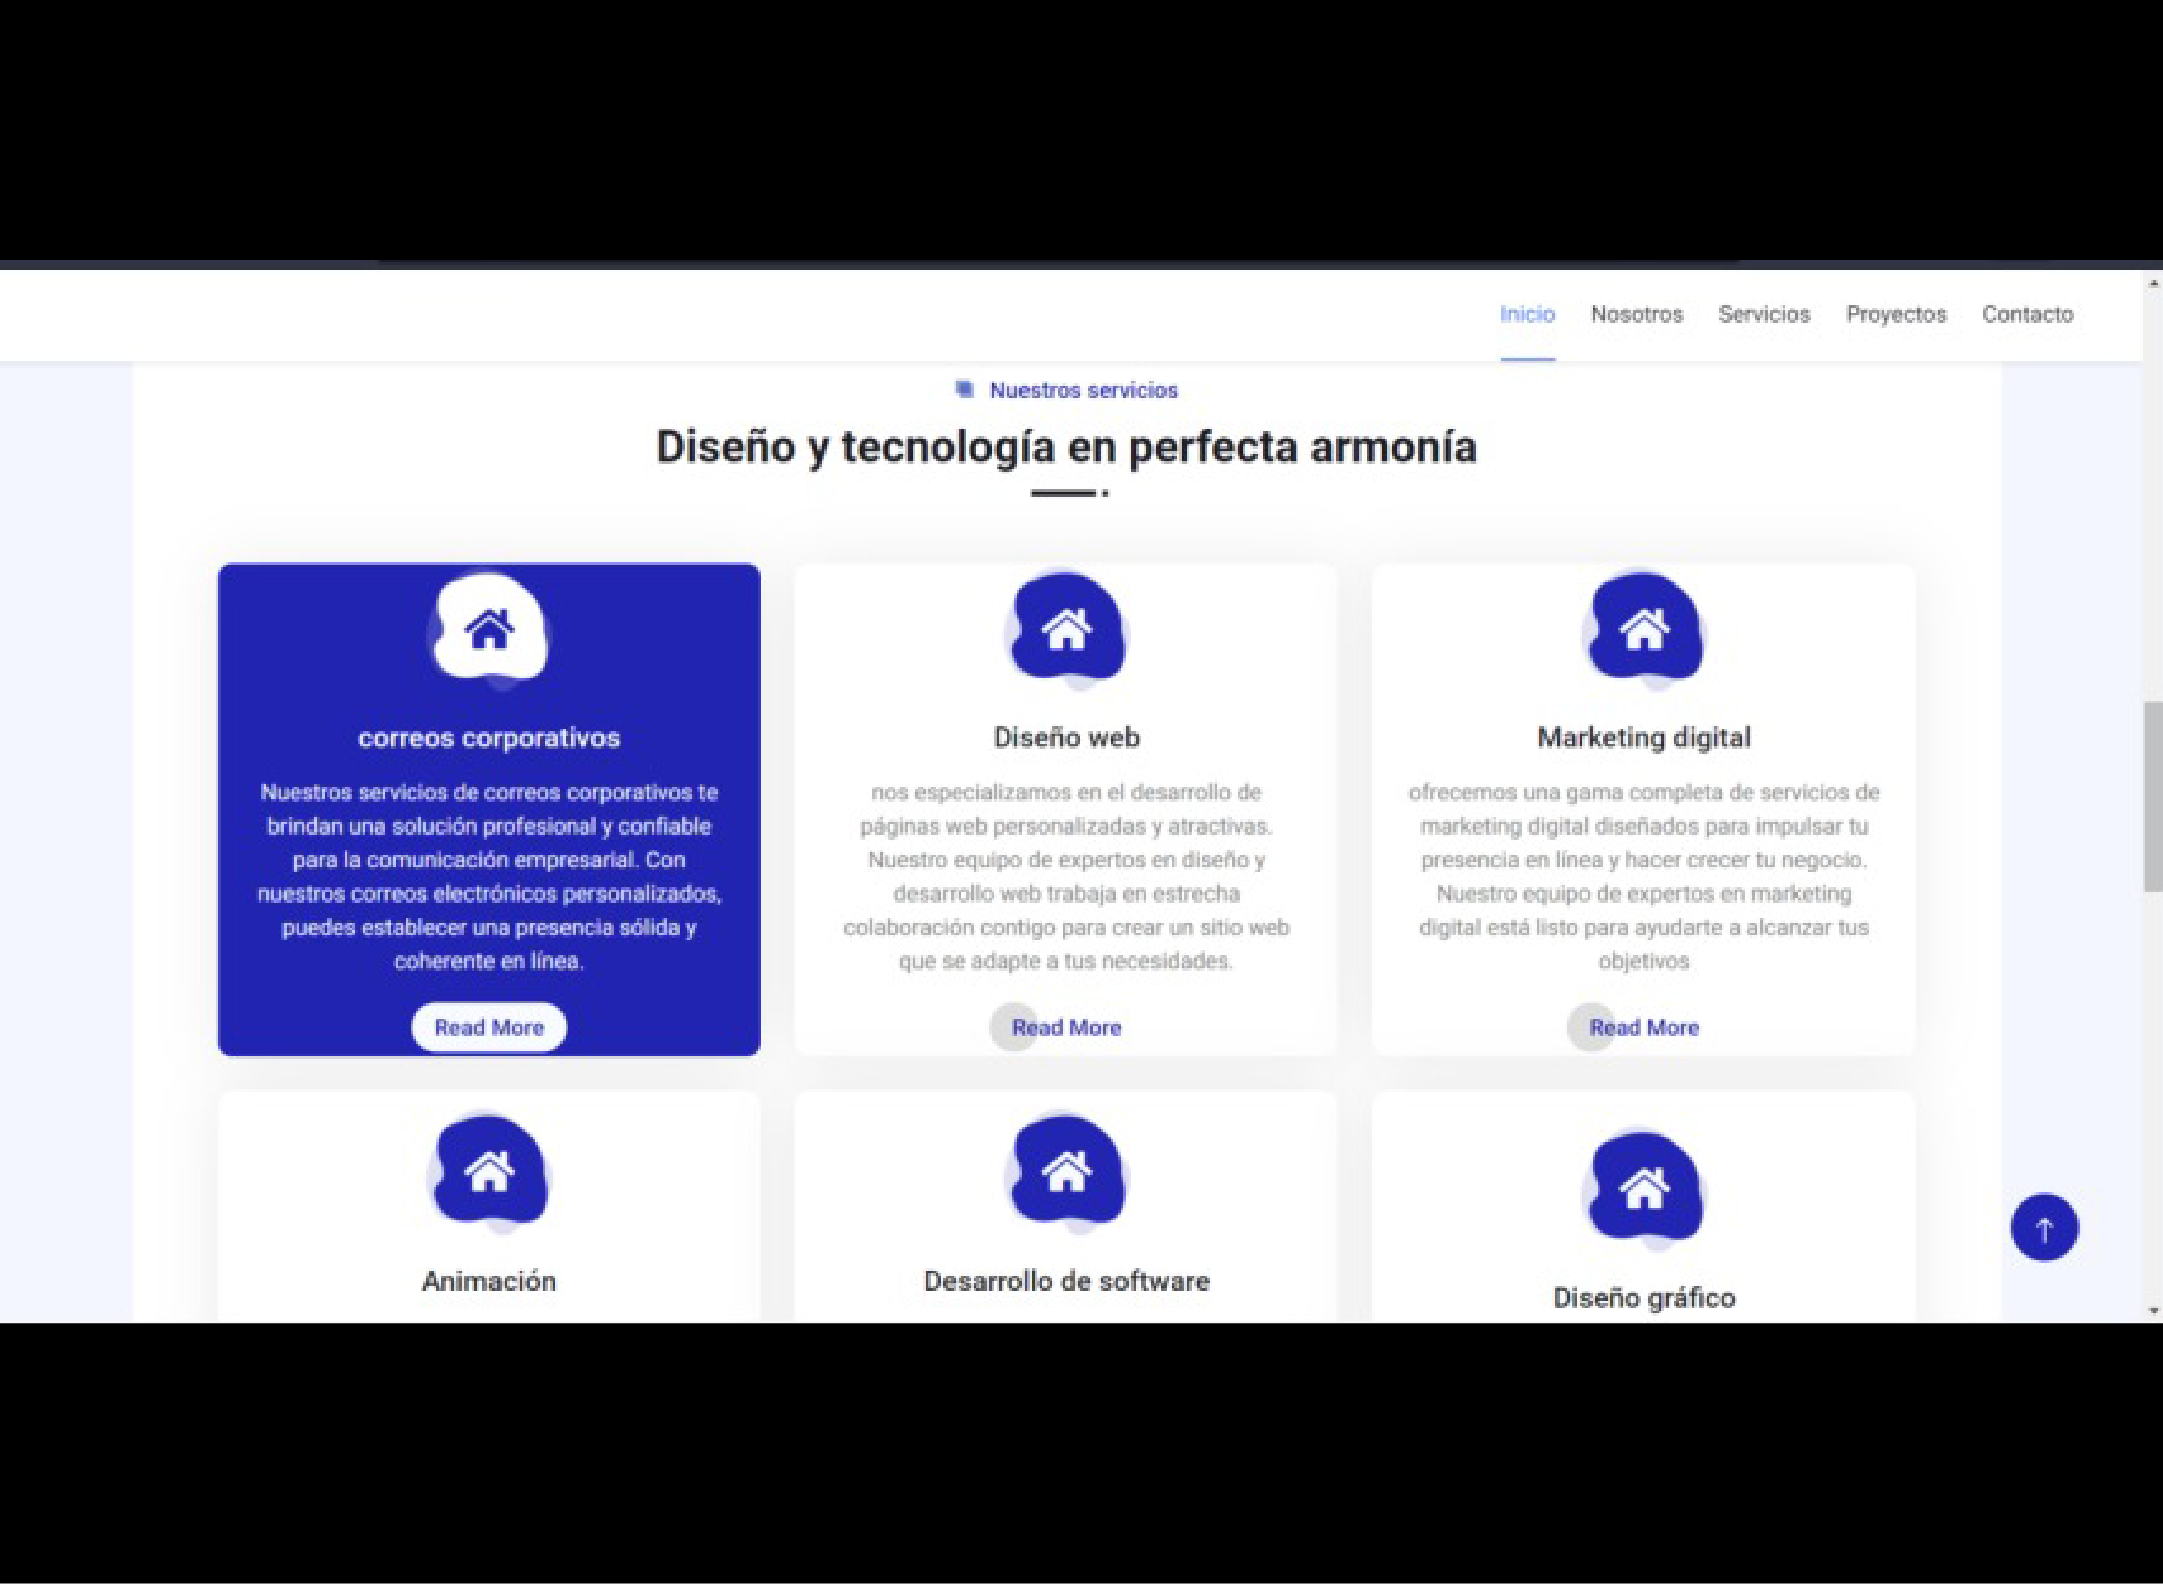 Inicio Nosotros Servicios Proyectos Contacto
Nuestros servicios
Diseño y tecnología en perfecta armonía
correos corporativos
Nuestros servicios de correos corporativos te
brindan una solución profesional y confiable
para la comunicación empresarial. Con
nuestros correos electrónicos personalizados,
puedes establecer una presencia sólida y
coherente en línea.
Read More
Diseño web
nos especializamos en el desarrollo de
páginas web personalizadas y atractivas.
Nuestro equipo de expertos en diseño y
desarrollo web trabaja en estrecha
colaboración contigo para crear un sitio web
que se adapte a tus necesidades.
Read More
Marketing digital
ofrecemos una gama completa de servicios de
marketing digital diseñados para impulsar tu
presencia en línea y hacer crecer tu negocio.
Nuestro equipo de expertos en marketing
digital está listo para ayudarte a alcanzar tus
objetivos
Read More
Animación
Desarrollo de software
Diseño gráfico